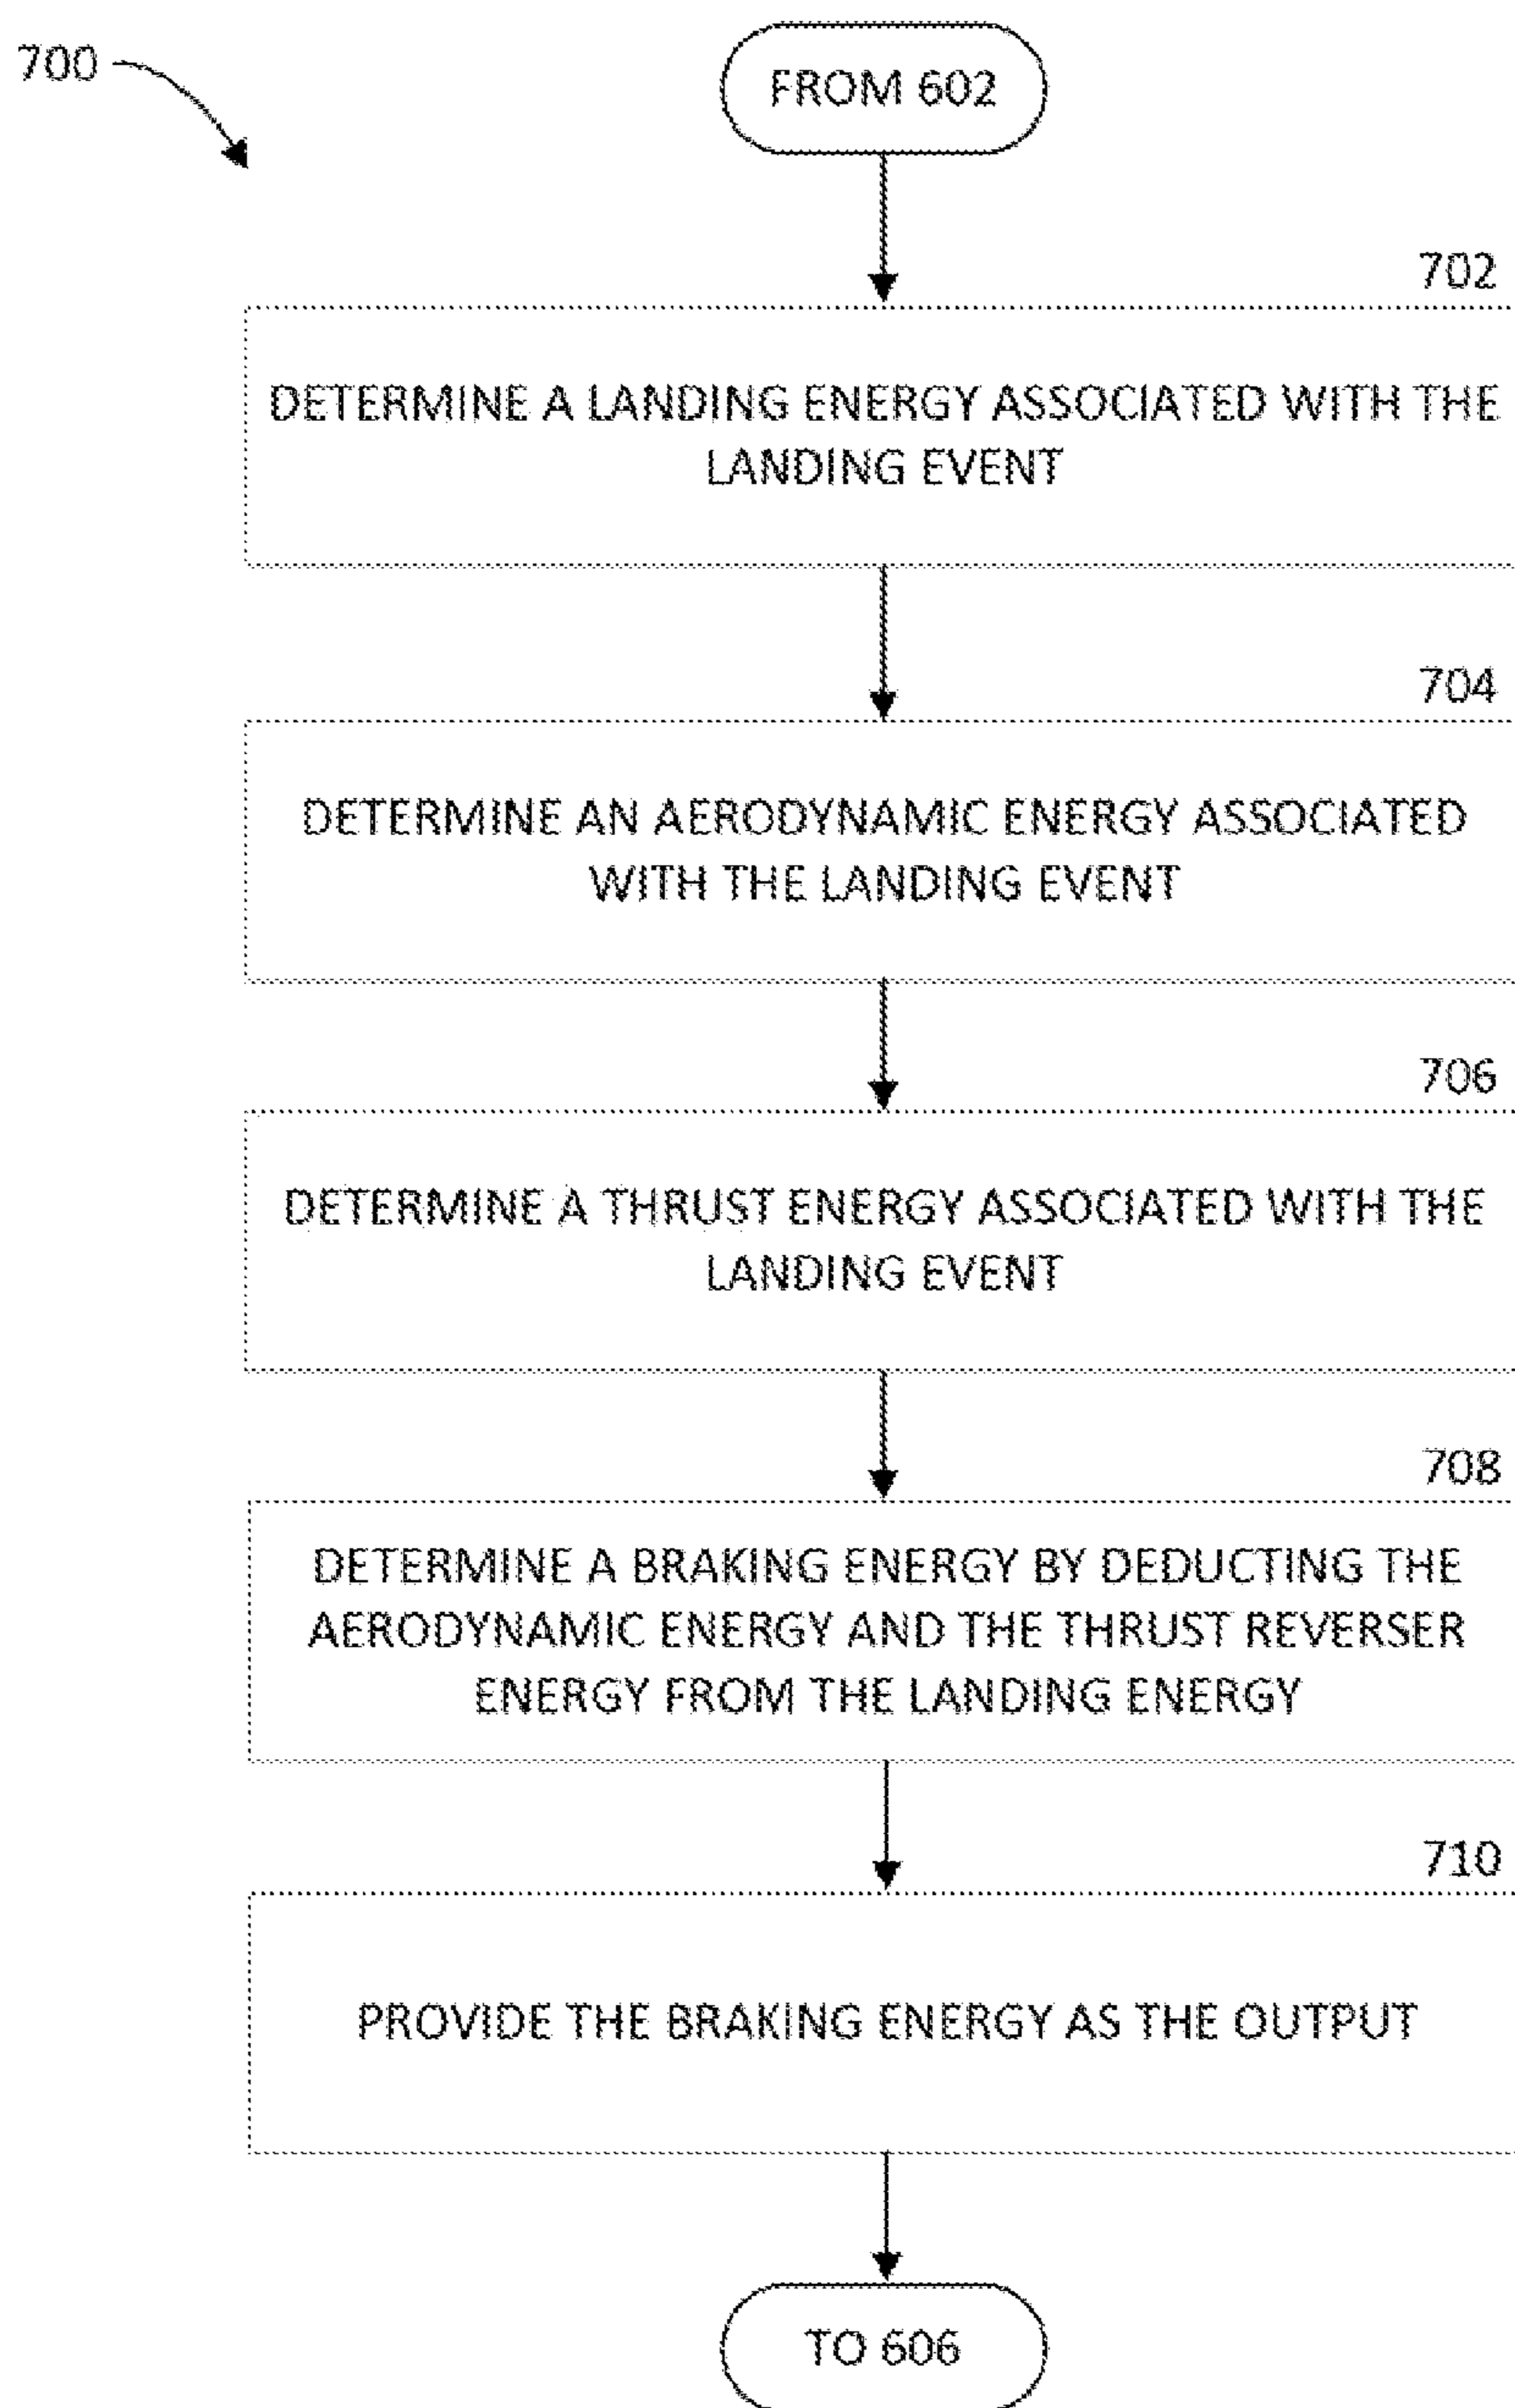 700
FROM 602
702
DETERMINE A LANDING ENERGY ASSOCIATED WITH THE
LANDING EVENT
704
DETERMINE AN AERODYNAMIC ENERGY ASSOCIATED
WITH THE LANDING EVENT
706
DETERMINE A THRUST ENERGY ASSOCIATED WITH THE
LANDING EVENT
708
DETERMINE A BRAKING ENERGY BY DEDUCTING THE
AERODYNAMIC ENERGY AND THE THRUST REVERSER
ENERGY FROM THE LANDING ENERGY
710
PROVIDE THE BRAKING ENERGY AS THE OUTPUT
TO 606